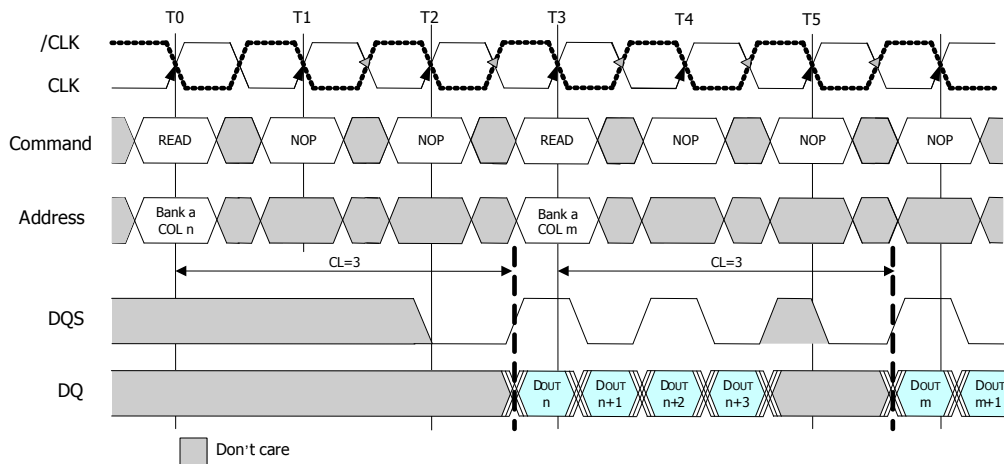 T0 T1 T2 T3 T4 T5
/CLK
CLK
Command READ NOP NOP READ NOP NOP NOP
Address Bank a COL n Bank a COL m
CL=3 CL=3
DQS
DQ DOUT n DOUT n+1 DOUT n+2 DOUT n+3 DOUT m DOUT m+1
Don't care